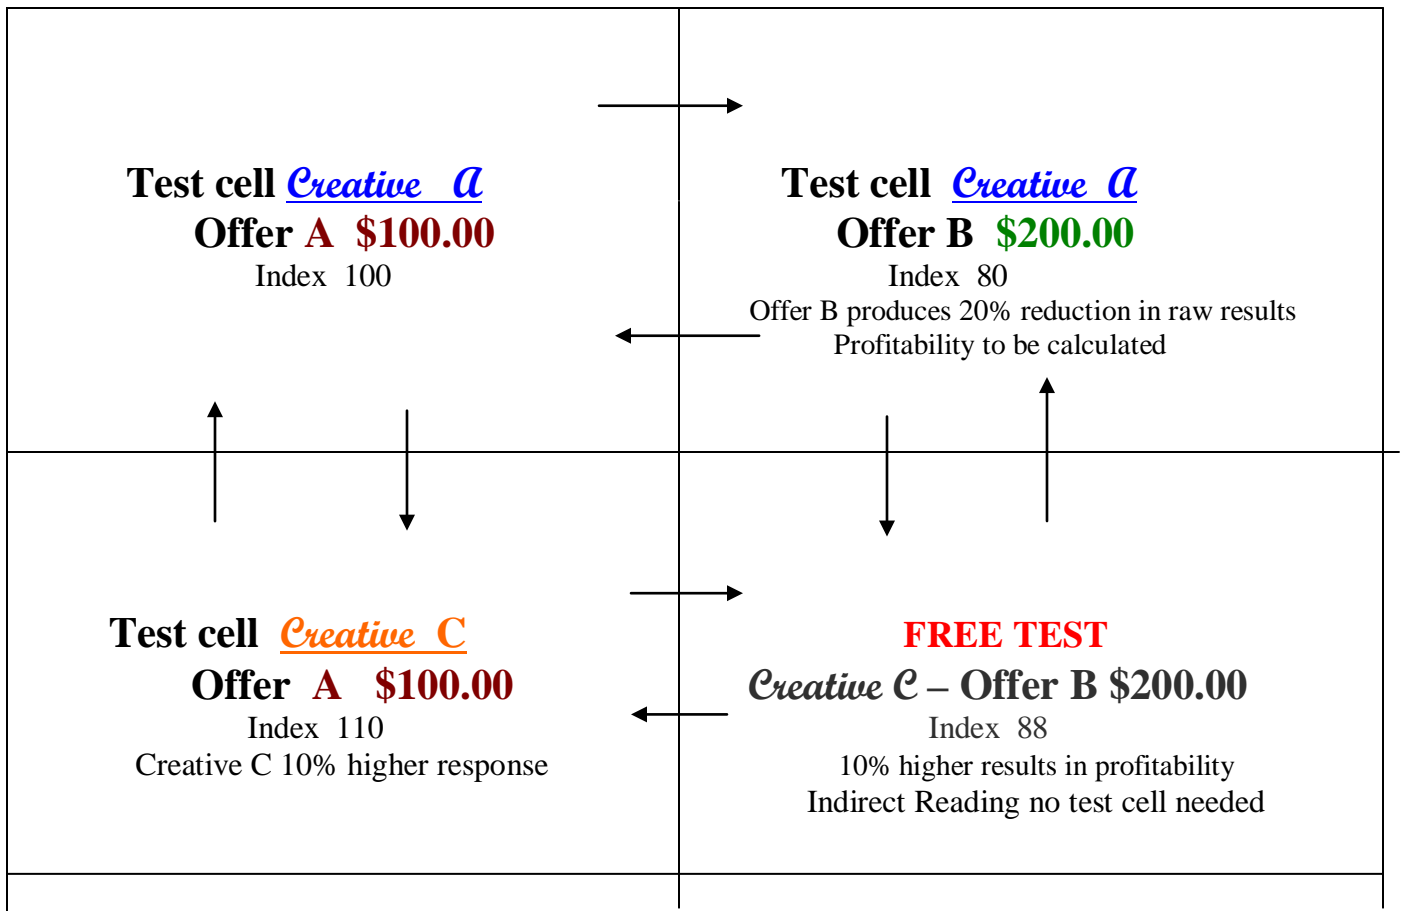 Test cell Creative A
Offer A $100.00
Index 100
Test cell Creative A
Offer B $200.00
Index 80
Offer B produces 20% reduction in raw results
Profitability to be calculated
Test cell Creative C
Offer A $100.00
Index 110
Creative C 10% higher response
FREE TEST
Creative C – Offer B $200.00
Index 88
10% higher results in profitability
Indirect Reading no test cell needed